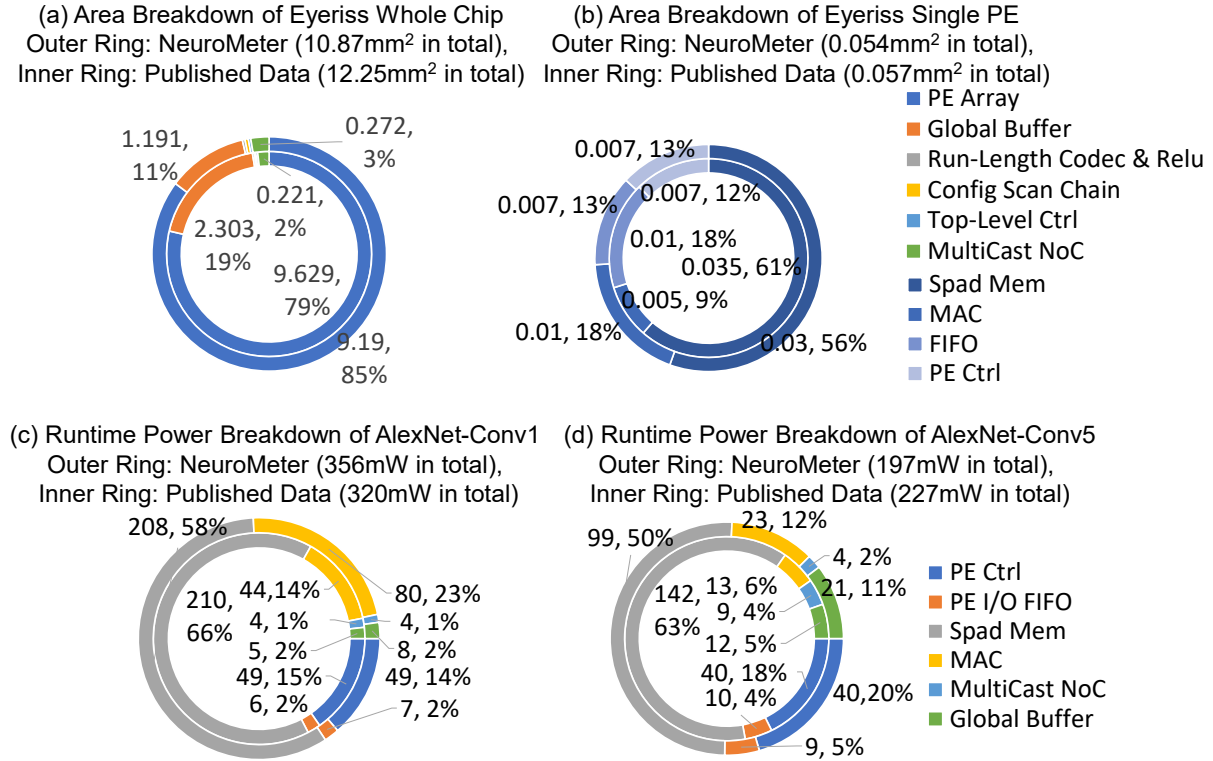 (a) Area Breakdown of Eyeriss Whole Chip
Outer Ring: NeuroMeter (10.87mm² in total),
Inner Ring: Published Data (12.25mm² in total)
1.191,
11%
0.272,
3%
0.221,
2%
2.303,
19%
9.629,
79%
9.19,
85%
(b) Area Breakdown of Eyeriss Single PE
Outer Ring: NeuroMeter (0.054mm² in total),
Inner Ring: Published Data (0.057mm² in total)
0.007, 13%
0.007, 12%
0.007, 13%
0.01, 18%
0.035, 61%
0.005, 9%
0.01, 18%
0.03, 56%
PE Array
Global Buffer
Run-Length Codec & Relu
Config Scan Chain
Top-Level Ctrl
MultiCast NoC
Spad Mem
MAC
FIFO
PE Ctrl
(c) Runtime Power Breakdown of AlexNet-Conv1
Outer Ring: NeuroMeter (356mW in total),
Inner Ring: Published Data (320mW in total)
208, 58%
44,14%
80, 23%
210,
66%
4, 1%
4, 1%
5, 2%
8, 2%
49, 15%
49, 14%
6, 2%
7, 2%
(d) Runtime Power Breakdown of AlexNet-Conv5
Outer Ring: NeuroMeter (197mW in total),
Inner Ring: Published Data (227mW in total)
23, 12%
99, 50%
4, 2%
142,
63%
13, 6%
21, 11%
9, 4%
12, 5%
40, 18%
40,20%
10, 4%
9, 5%
PE Ctrl
PE I/O FIFO
Spad Mem
MAC
MultiCast NoC
Global Buffer